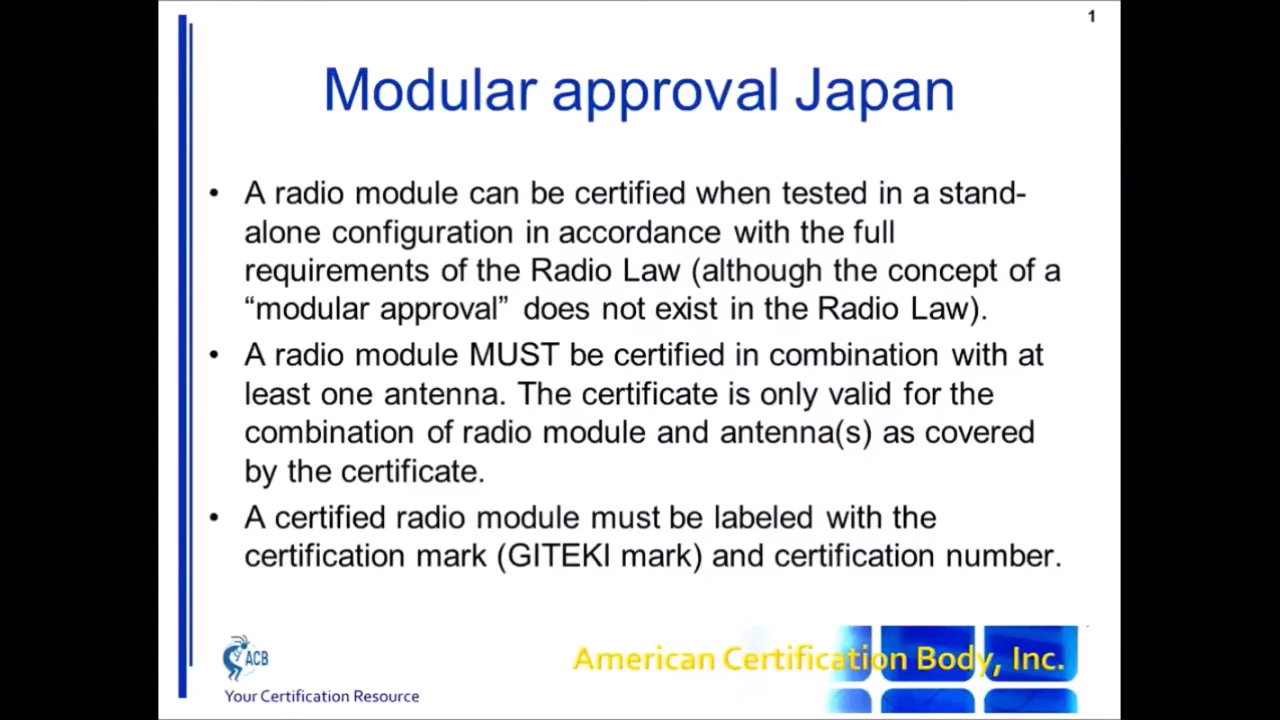 1
Modular approval Japan
• A radio module can be certified when tested in a stand-
alone configuration in accordance with the full
requirements of the Radio Law (although the concept of a
“modular approval” does not exist in the Radio Law).
• A radio module MUST be certified in combination with at
least one antenna. The certificate is only valid for the
combination of radio module and antenna(s) as covered
by the certificate.
• A certified radio module must be labeled with the
certification mark (GITEKI mark) and certification number.
ACB
American Certification Body, Inc.
Your Certification Resource